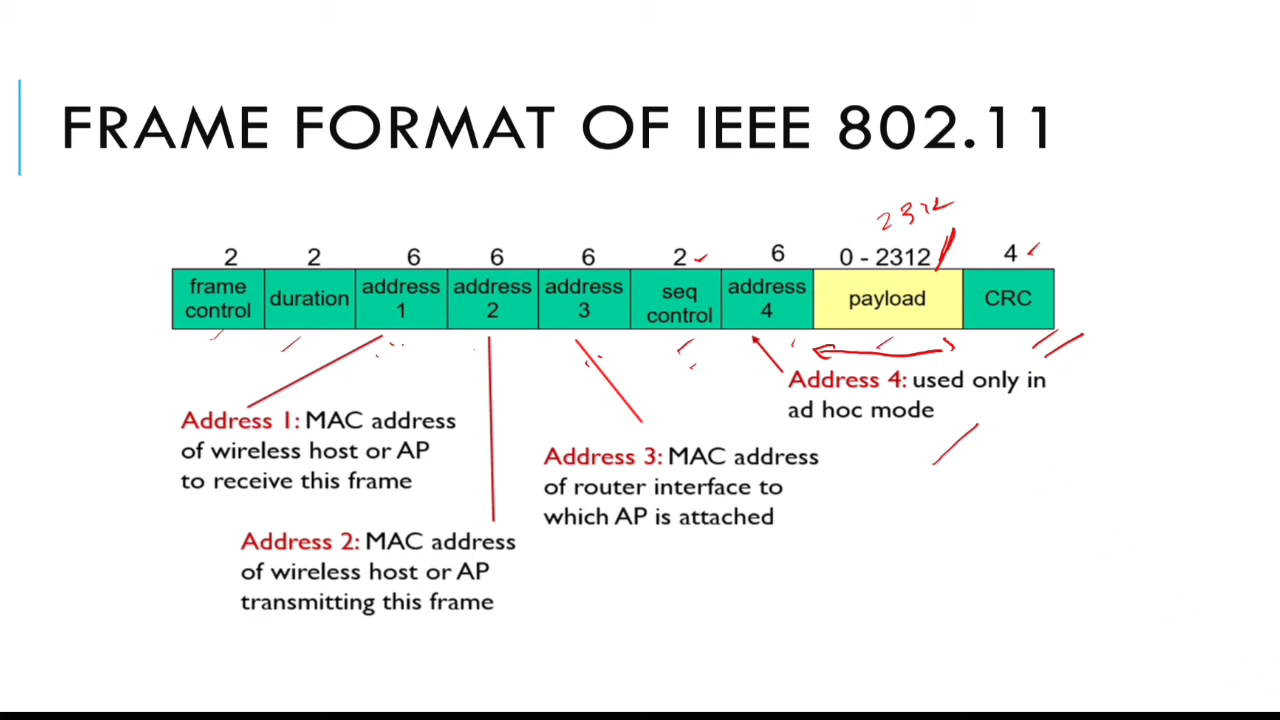 FRAME FORMAT OF IEEE 802.11
2312
2 2 6 6 6 2 6 0 - 2312 4
frame control duration address 1 address 2 address 3 seq control address 4 payload CRC
Address 4: used only in
ad hoc mode
Address 1: MAC address
of wireless host or AP
to receive this frame
Address 3: MAC address
of router interface to
which AP is attached
Address 2: MAC address
of wireless host or AP
transmitting this frame